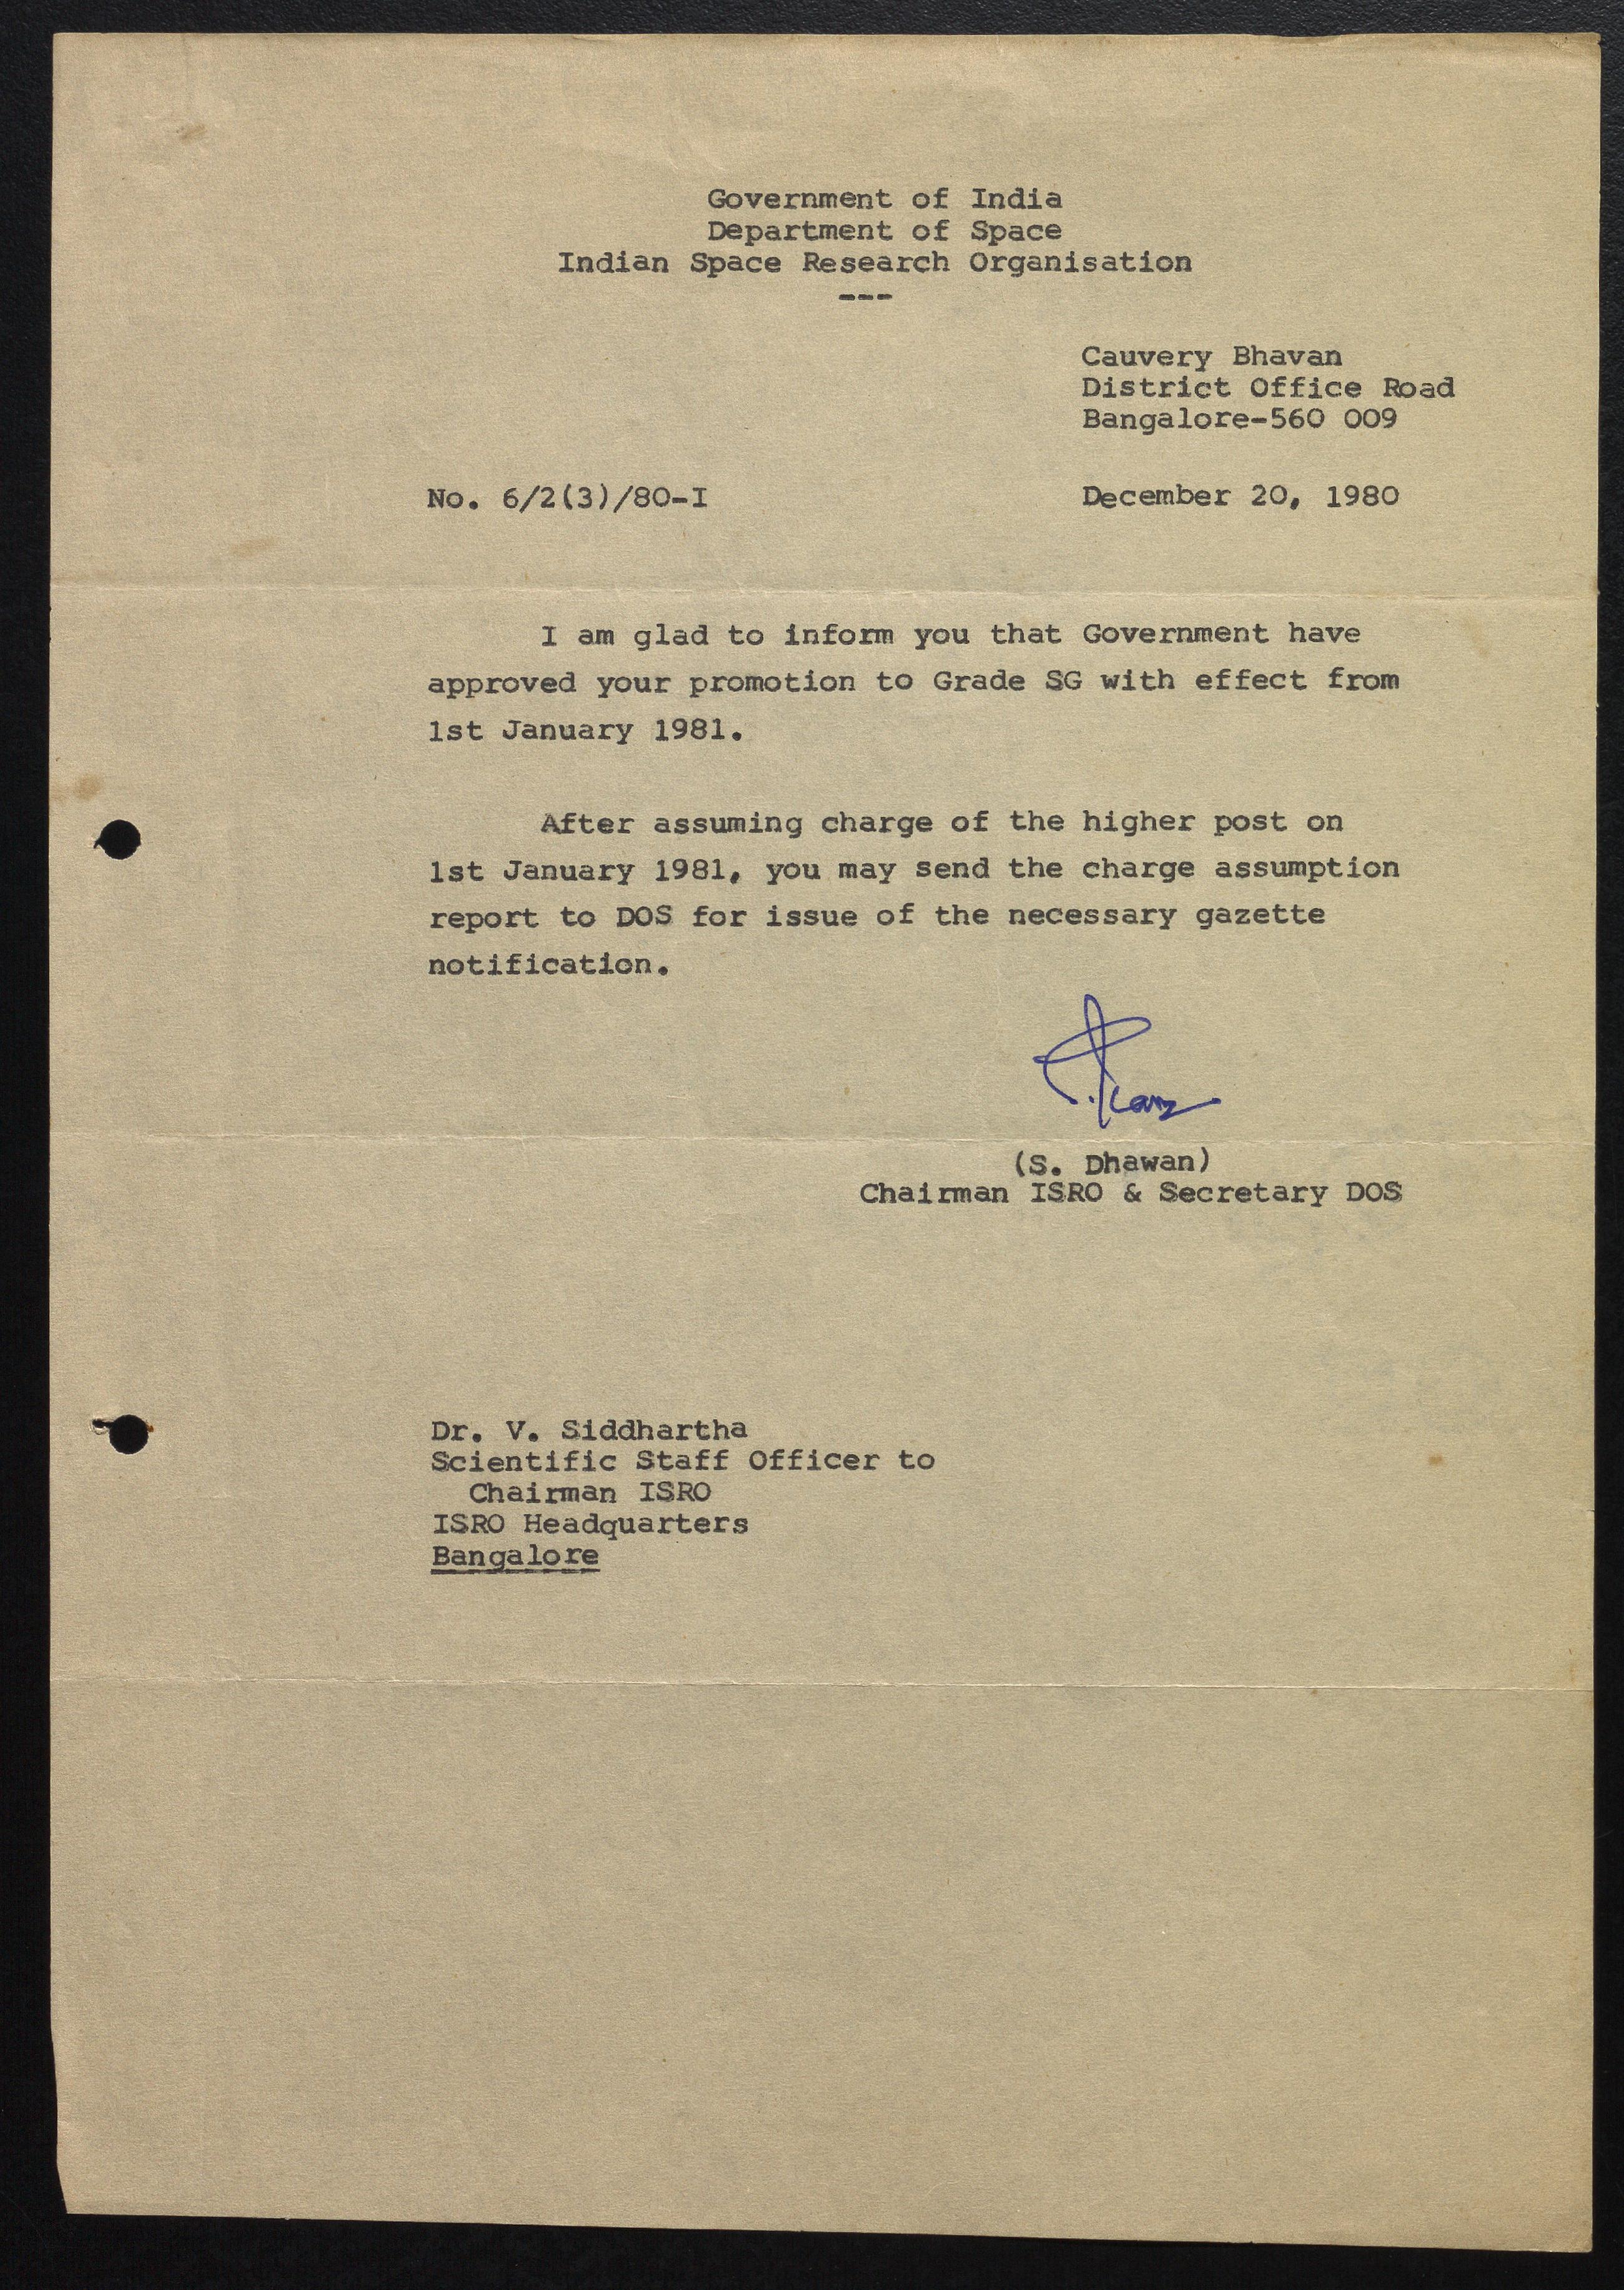 Government of India
Department of Space
Indian Space Research Organisation
---
Cauvery Bhavan
District Office Road
Bangalore-560 009
No. 6/2(3)/80-I
December 20, 1980
I am glad to inform you that Government have
approved your promotion to Grade SG with effect from
1st January 1981.
After assuming charge of the higher post on
1st January 1981, you may send the charge assumption
report to DOS for issue of the necessary gazette
notification.
(S. Dhawan)
Chairman ISRO & Secretary DOS
Dr. V. Siddhartha
Scientific Staff Officer to
Chairman ISRO
ISRO Headquarters
Bangalore